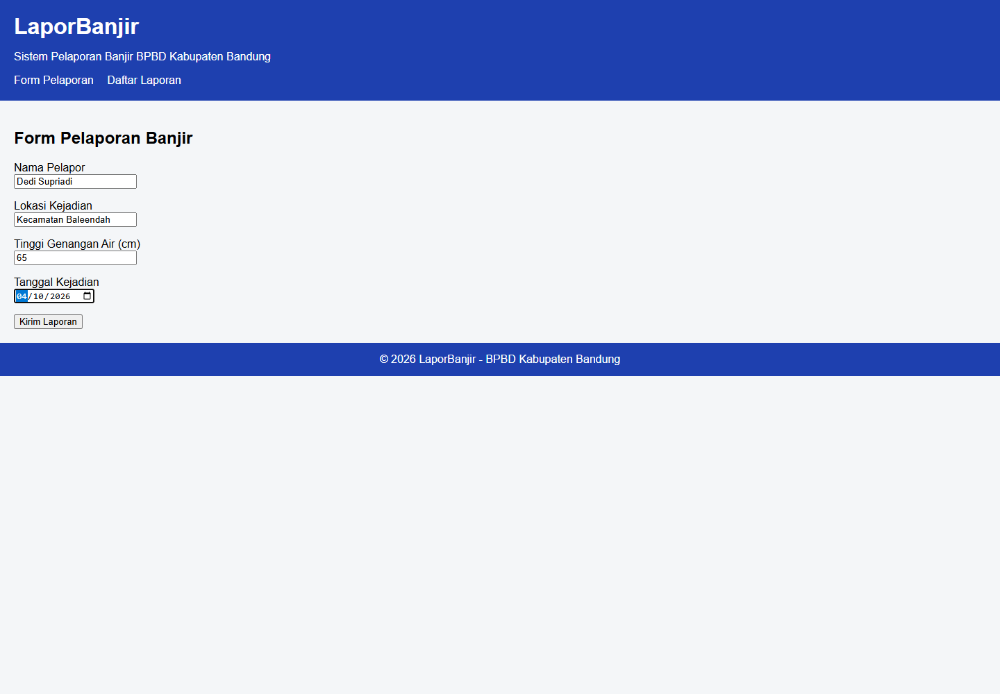 LaporBanjir
Sistem Pelaporan Banjir BPBD Kabupaten Bandung
Form Pelaporan Daftar Laporan
Form Pelaporan Banjir
Nama Pelapor
Dedi Supriadi
Lokasi Kejadian
Kecamatan Baleendah
Tinggi Genangan Air (cm)
65
Tanggal Kejadian
04/10/2026
Kirim Laporan
© 2026 LaporBanjir - BPBD Kabupaten Bandung